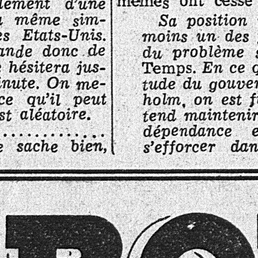 lement d'une
même sim-
s Etats-Unis.
ande donc de
hésitera jus-
inute. On me-
ce qu'il peut
st aléatoire.
................
e sache bien,
mêmes ont cessé
Sa position
moins un des
du problème s
Temps. En ce q
tude du gouver
holm, on est f
tend maintenir
dépendance e
s'efforcer dan